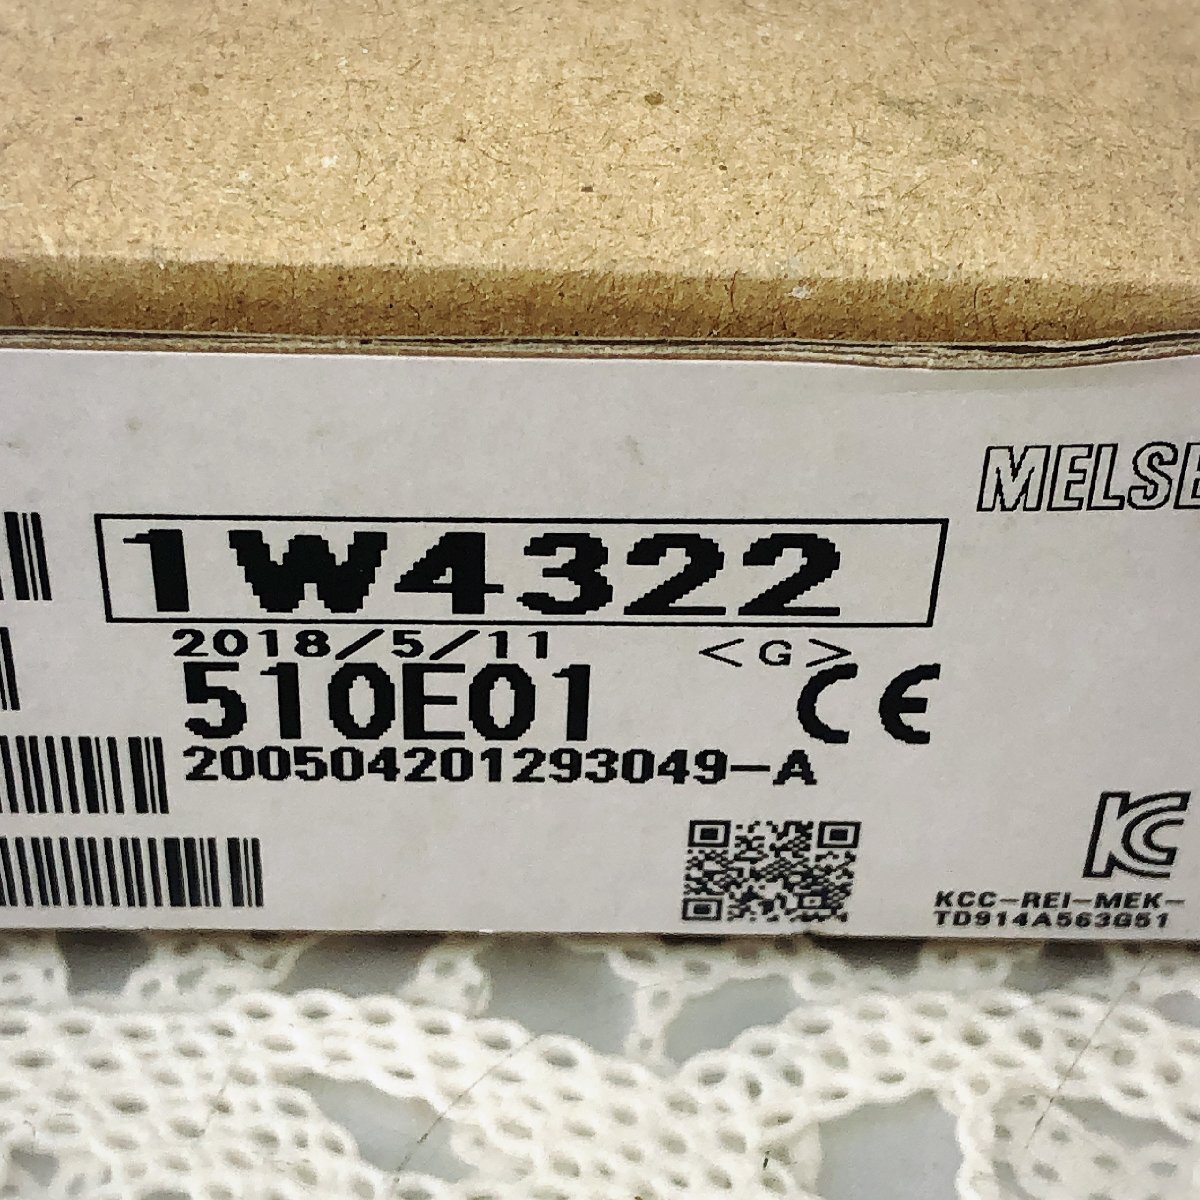 MELSE
1W4322
2018/5/11 <G>
510E01 CE
200504201293049-A
KC
KCC-REI-MEK-
TD914A563G51